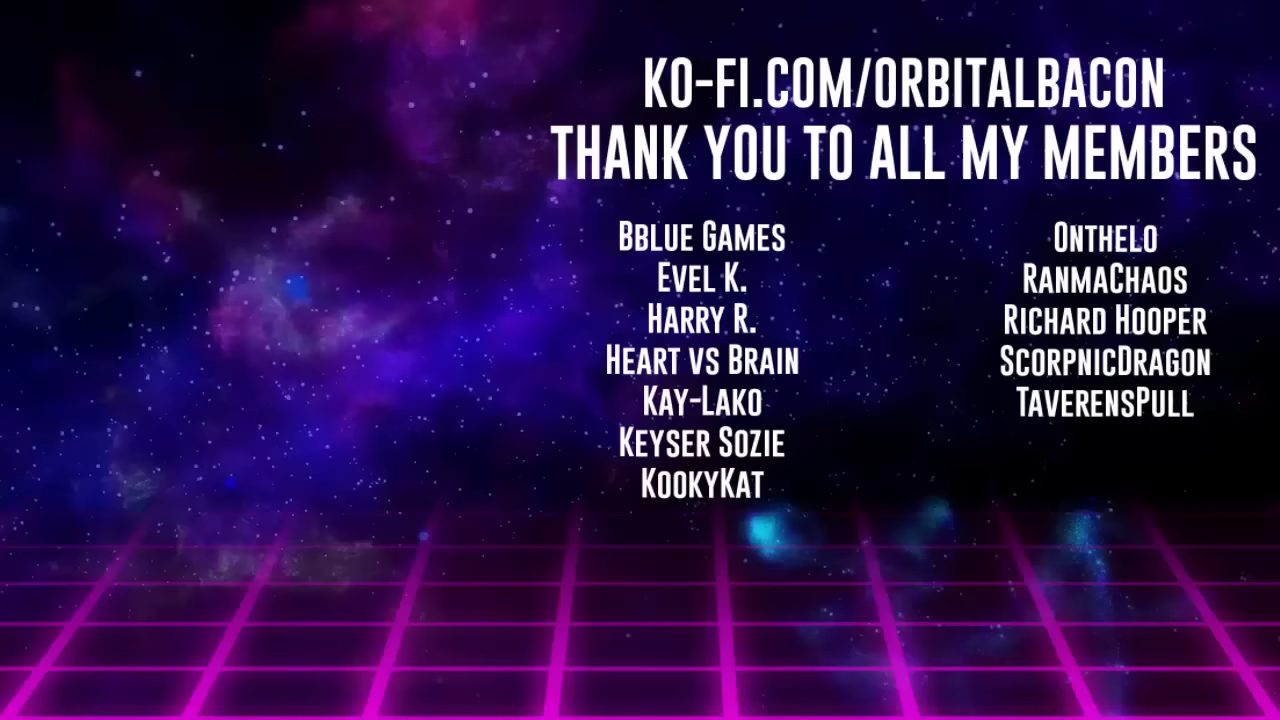 KO-FI.COM/ORBITALBACON
THANK YOU TO ALL MY MEMBERS
Bblue Games
Evel K.
Harry R.
Heart vs Brain
Kay-Lako
Keyser Sozie
KookyKat
Onthelo
RanmaChaos
Richard Hooper
ScorpnicDragon
TaverensPull